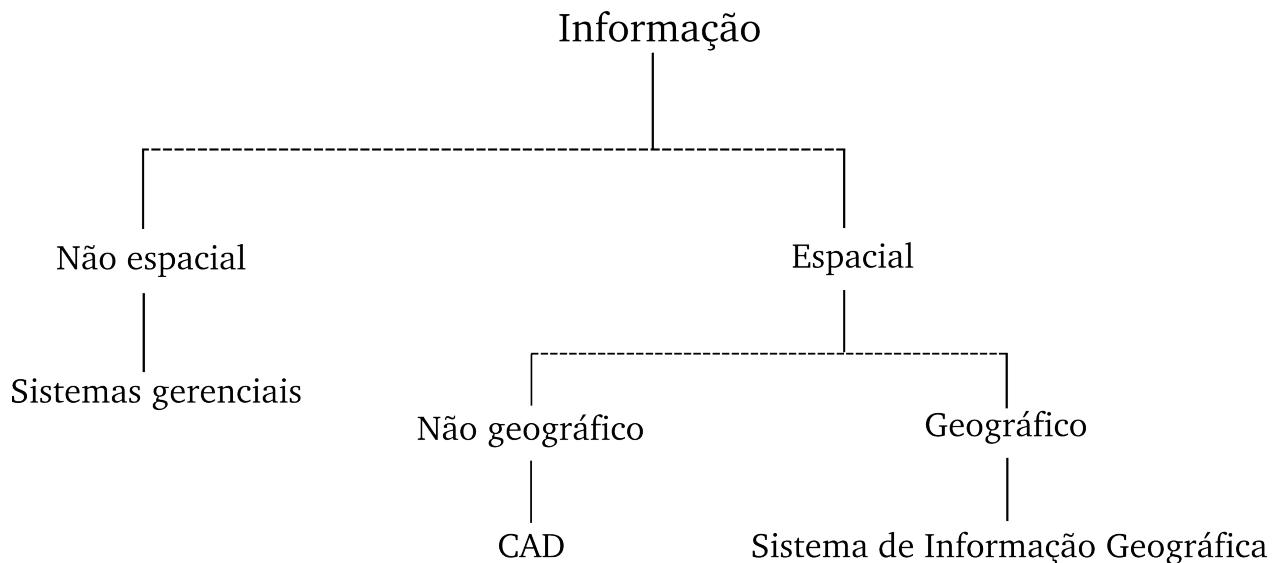 Informação
Não espacial
Espacial
Sistemas gerenciais
Não geográfico
Geográfico
CAD
Sistema de Informação Geográfica